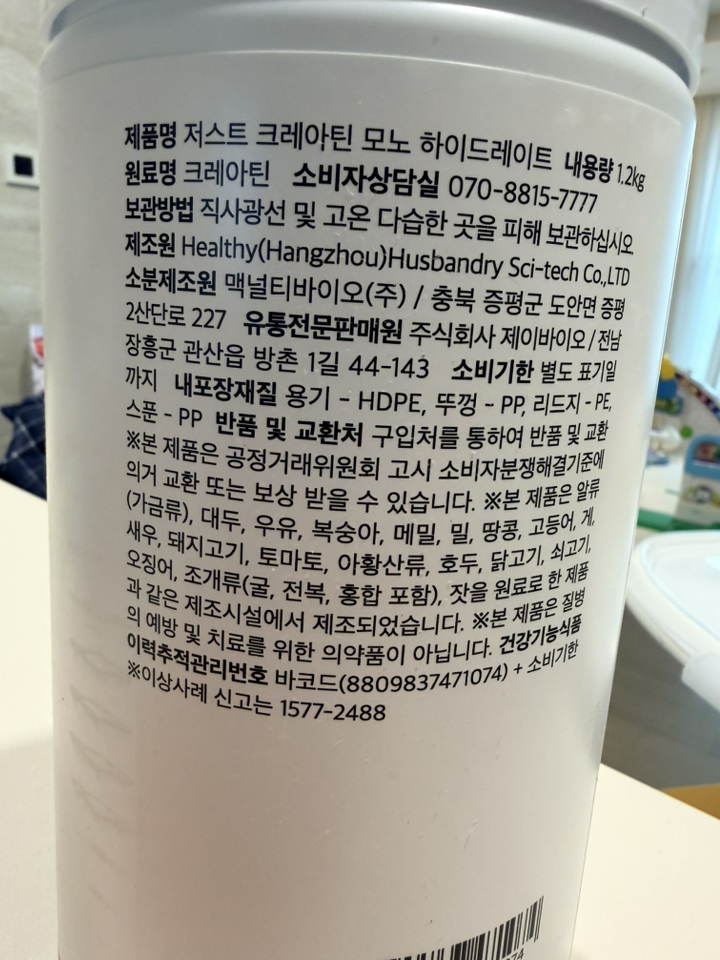 제품명 저스트 크레아틴 모노 하이드레이트 내용량 1.2kg
원료명 크레아틴 소비자상담실 070-8815-7777
보관방법 직사광선 및 고온 다습한 곳을 피해 보관하십시오
제조원 Healthy(Hangzhou)Husbandry Sci-tech Co.,LTD
소분제조원 맥널티바이오(주) / 충북 증평군 도안면 증평
2산단로 227 유통전문판매원 주식회사 제이바이오 / 전남
장흥군 관산읍 방촌 1길 44-143 소비기한 별도 표기일
까지 내포장재질 용기 - HDPE, 뚜껑 - PP, 리드지 - PE,
스푼 - PP 반품 및 교환처 구입처를 통하여 반품 및 교환
※본 제품은 공정거래위원회 고시 소비자분쟁해결기준에
의거 교환 또는 보상 받을 수 있습니다. ※본 제품은 알류
(가금류), 대두, 우유, 복숭아, 메밀, 밀, 땅콩, 고등어, 게,
새우, 돼지고기, 토마토, 아황산류, 호두, 닭고기, 쇠고기,
오징어, 조개류(굴, 전복, 홍합 포함), 잣을 원료로 한 제품
과 같은 제조시설에서 제조되었습니다. ※본 제품은 질병
의 예방 및 치료를 위한 의약품이 아닙니다. 건강기능식품
이력추적관리번호 바코드(8809837471074) + 소비기한
※이상사례 신고는 1577-2488